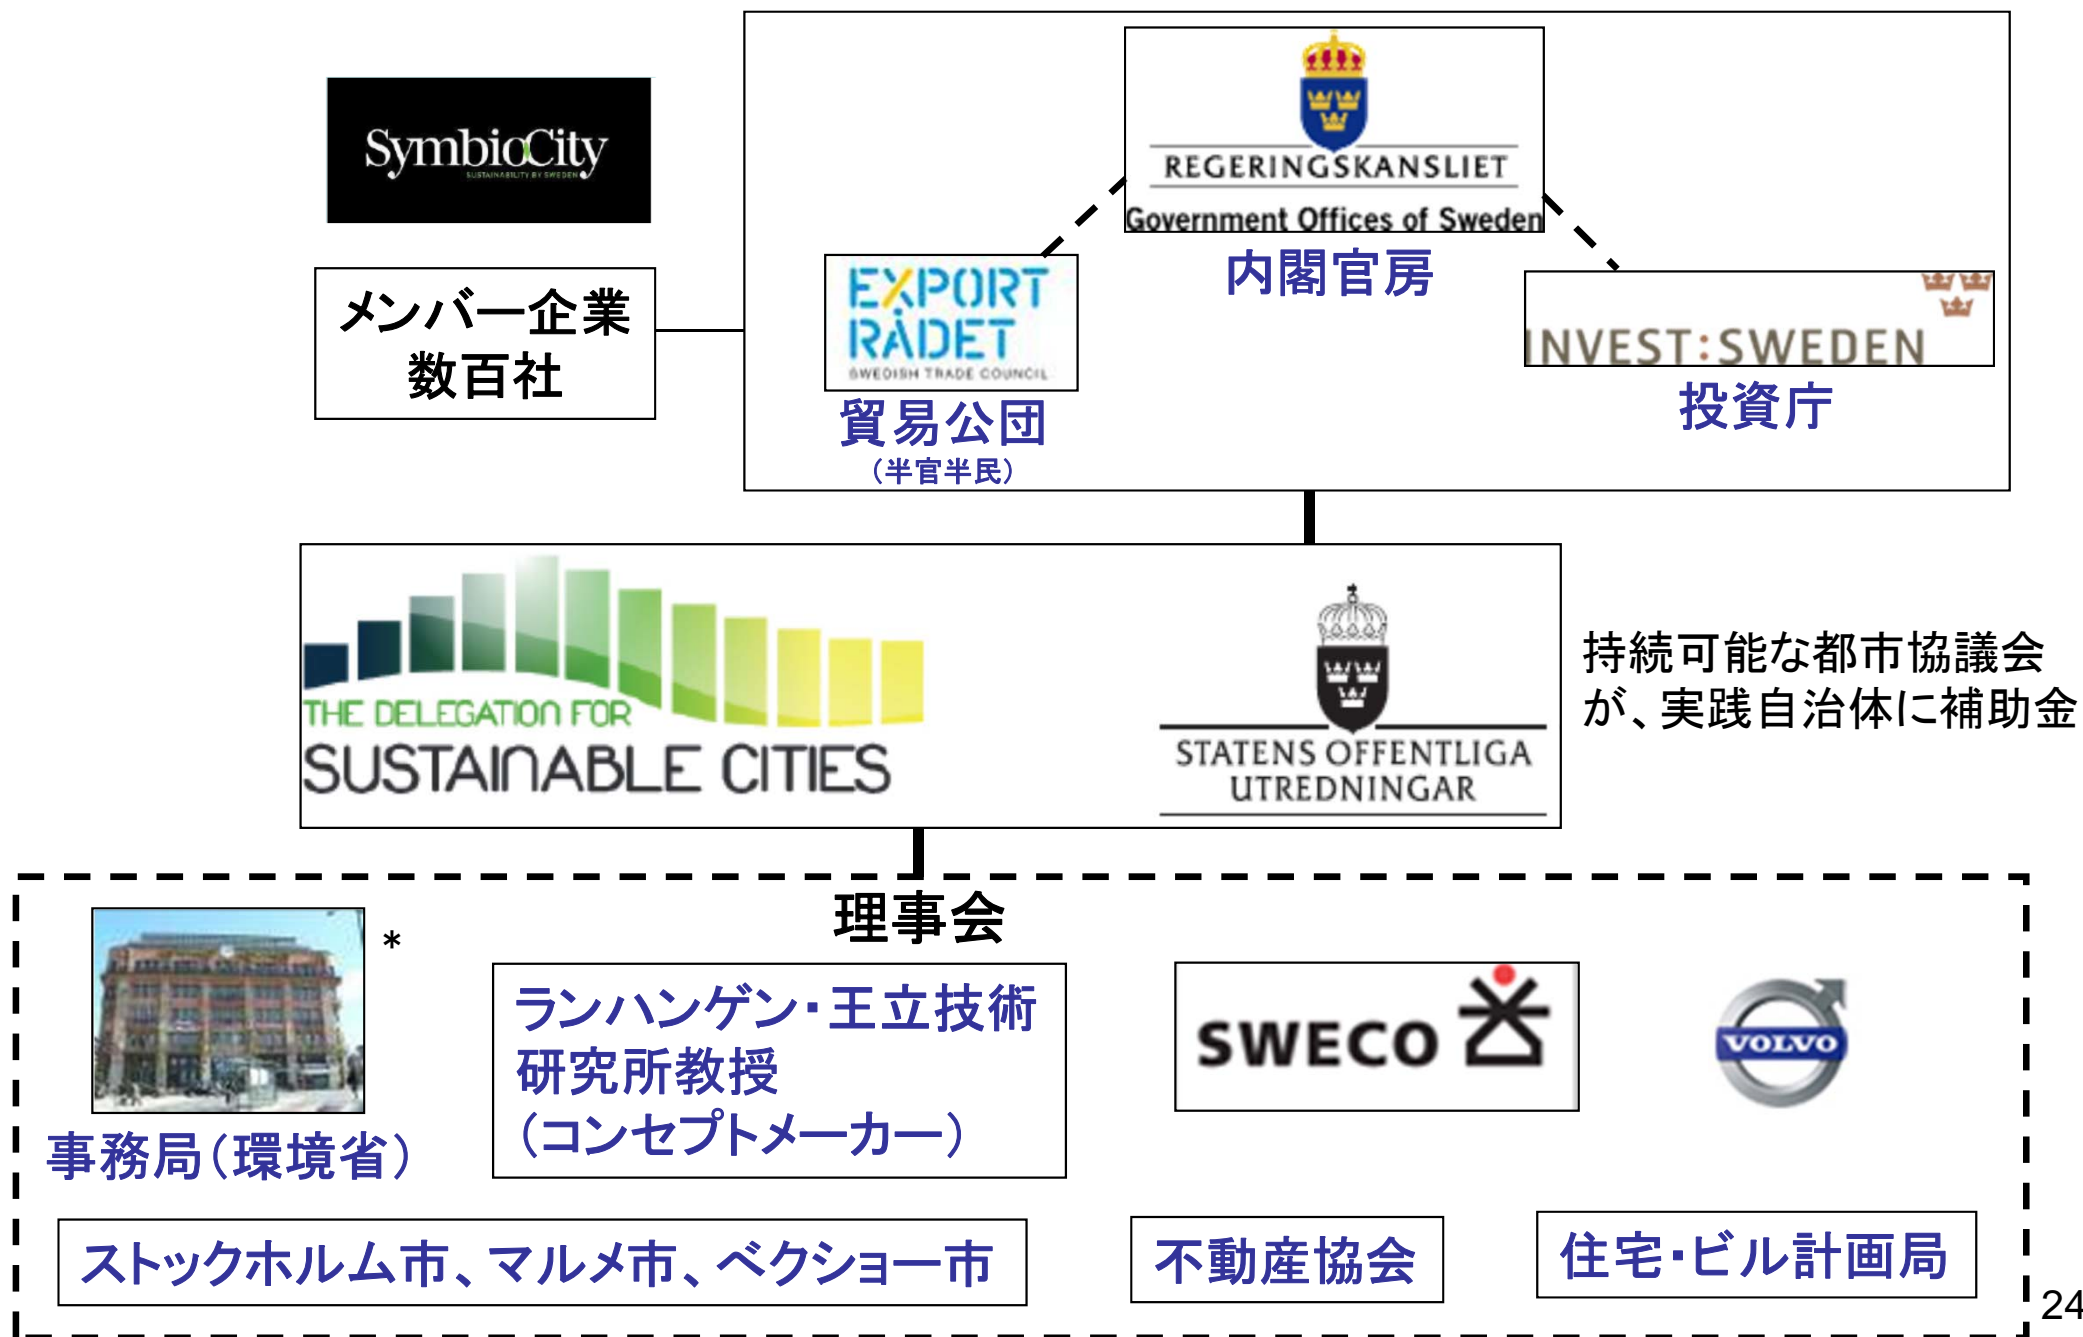 SymbioCity
SUSTAINABILITY BY SWEDEN
メンバー企業
数百社
REGERINGSKANSLIET
Government Offices of Sweden
内閣官房
EXPORT
RÅDET
SWEDISH TRADE COUNCIL
貿易公団
（半官半民）
INVEST:SWEDEN
投資庁
THE DELEGATION FOR
SUSTAINABLE CITIES
STATENS OFFENTLIGA
UTREDNINGAR
持続可能な都市協議会
が、実践自治体に補助金
理事会
*
事務局（環境省）
ランハンゲン・王立技術
研究所教授
（コンセプトメーカー）
SWECO
VOLVO
ストックホルム市、マルメ市、ベクショー市
不動産協会
住宅・ビル計画局
24